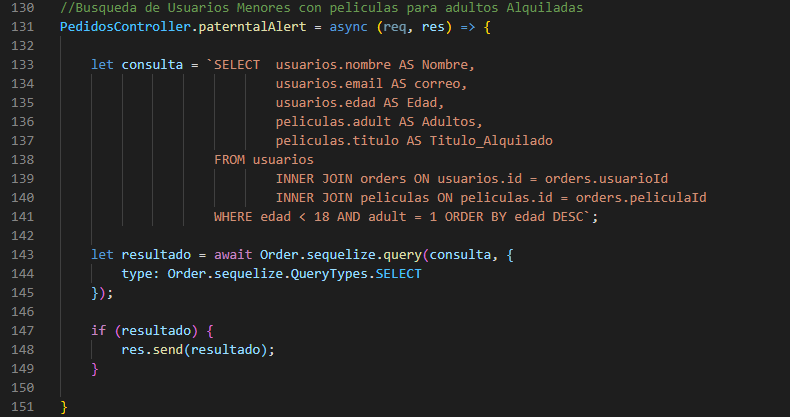 130 //Busqueda de Usuarios Menores con peliculas para adultos Alquiladas
131 PedidosController.paterntalAlert = async (req, res) => {
132
133 let consulta = `SELECT  usuarios.nombre AS Nombre,
134 usuarios.email AS correo,
135 usuarios.edad AS Edad,
136 peliculas.adult AS Adultos,
137 peliculas.titulo AS Titulo_Alquilado
138 FROM usuarios
139 INNER JOIN orders ON usuarios.id = orders.usuarioId
140 INNER JOIN peliculas ON peliculas.id = orders.peliculaId
141 WHERE edad < 18 AND adult = 1 ORDER BY edad DESC`;
142
143 let resultado = await Order.sequelize.query(consulta, {
144 type: Order.sequelize.QueryTypes.SELECT
145 });
146
147 if (resultado) {
148 res.send(resultado);
149 }
150
151 }